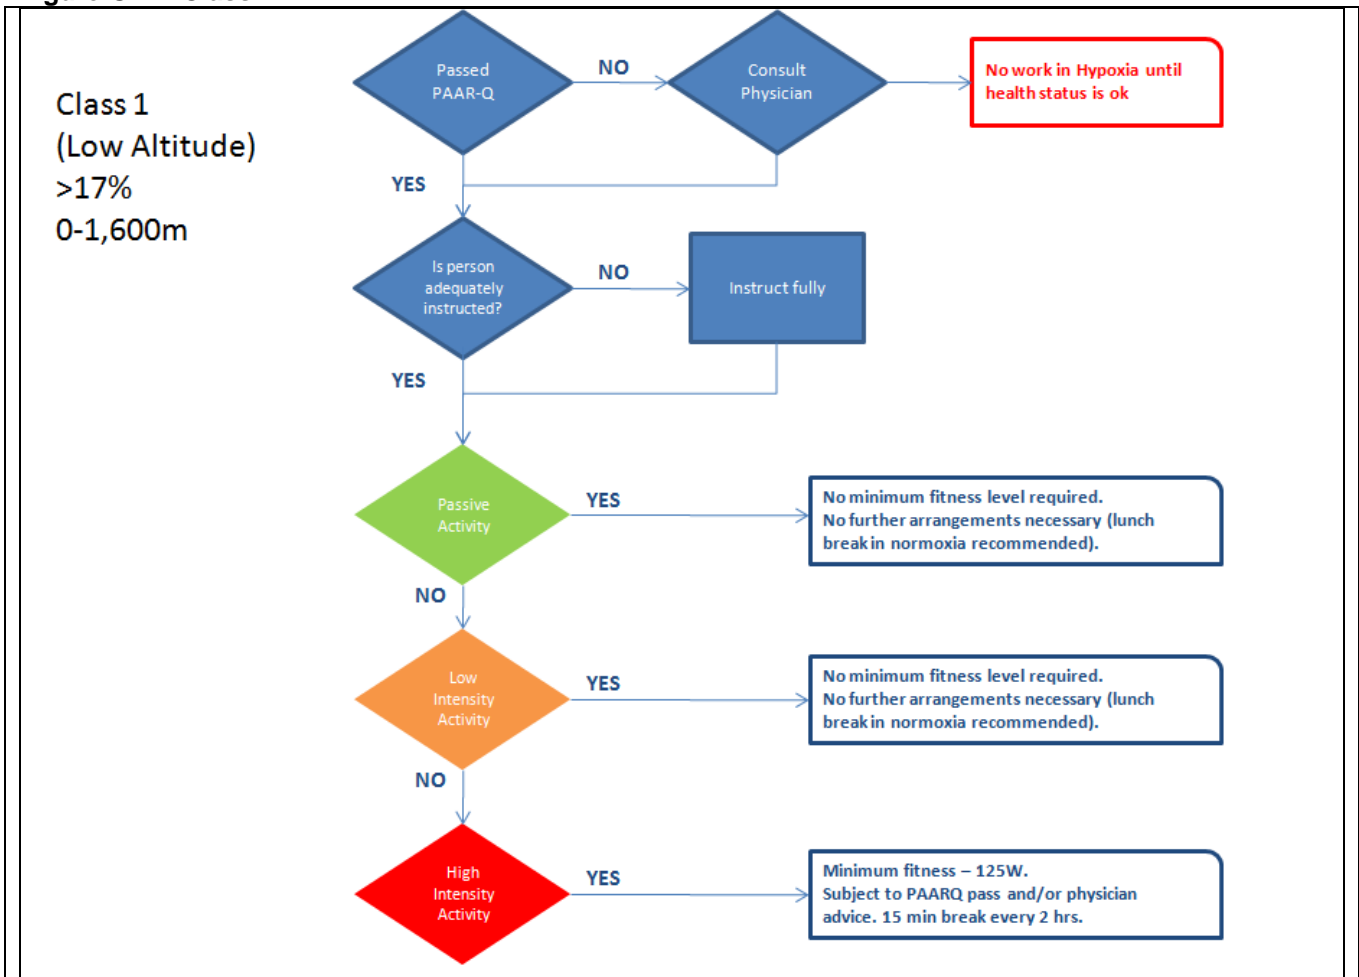 Class 1
(Low Altitude)
>17%
0-1,600m
Passed
PAAR-Q
NO
Consult
Physician
No work in Hypoxia until
health status is ok
YES
Is person
adequately
instructed?
NO
Instruct fully
YES
Passive
Activity
YES
No minimum fitness level required.
No further arrangements necessary (lunch
break in normoxia recommended).
NO
Low
Intensity
Activity
YES
No minimum fitness level required.
No further arrangements necessary (lunch
break in normoxia recommended).
NO
High
Intensity
Activity
YES
Minimum fitness – 125W.
Subject to PAARQ pass and/or physician
advice. 15 min break every 2 hrs.